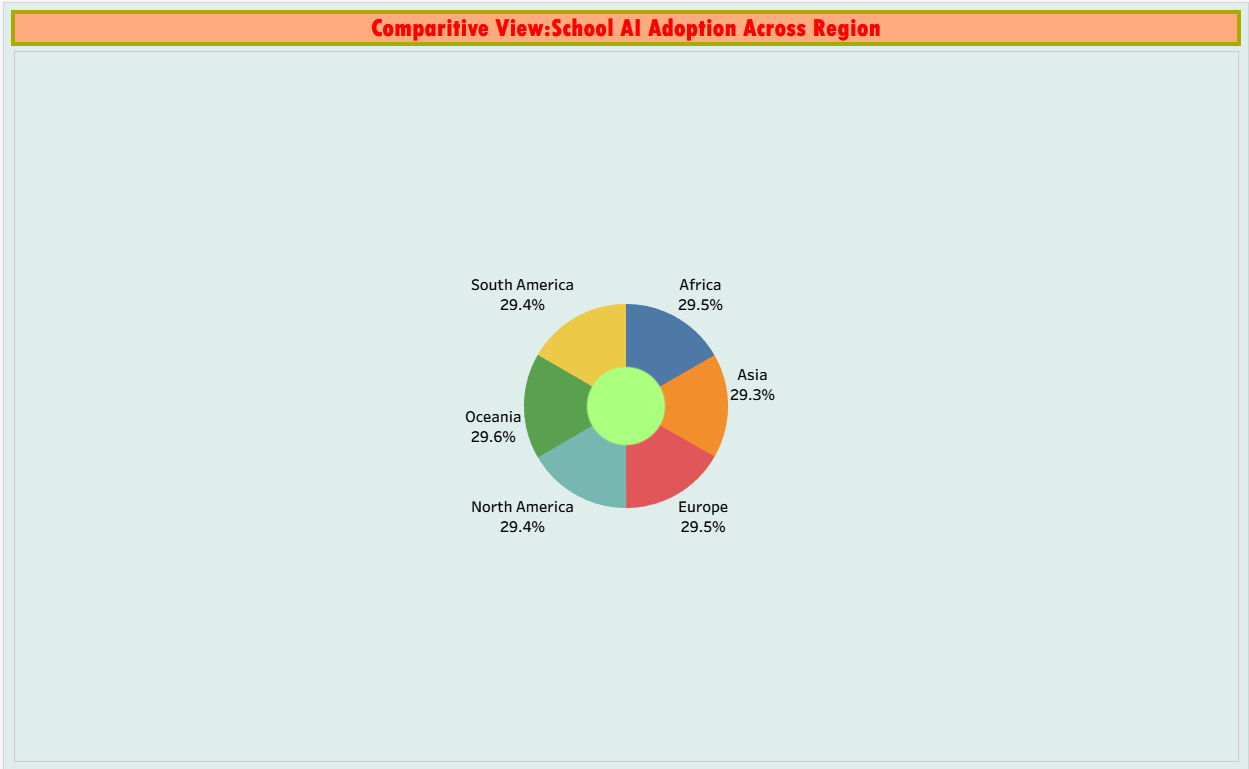 Comparitive View:School AI Adoption Across Region
South America
29.4%
Africa
29.5%
Asia
29.3%
Oceania
29.6%
North America
29.4%
Europe
29.5%